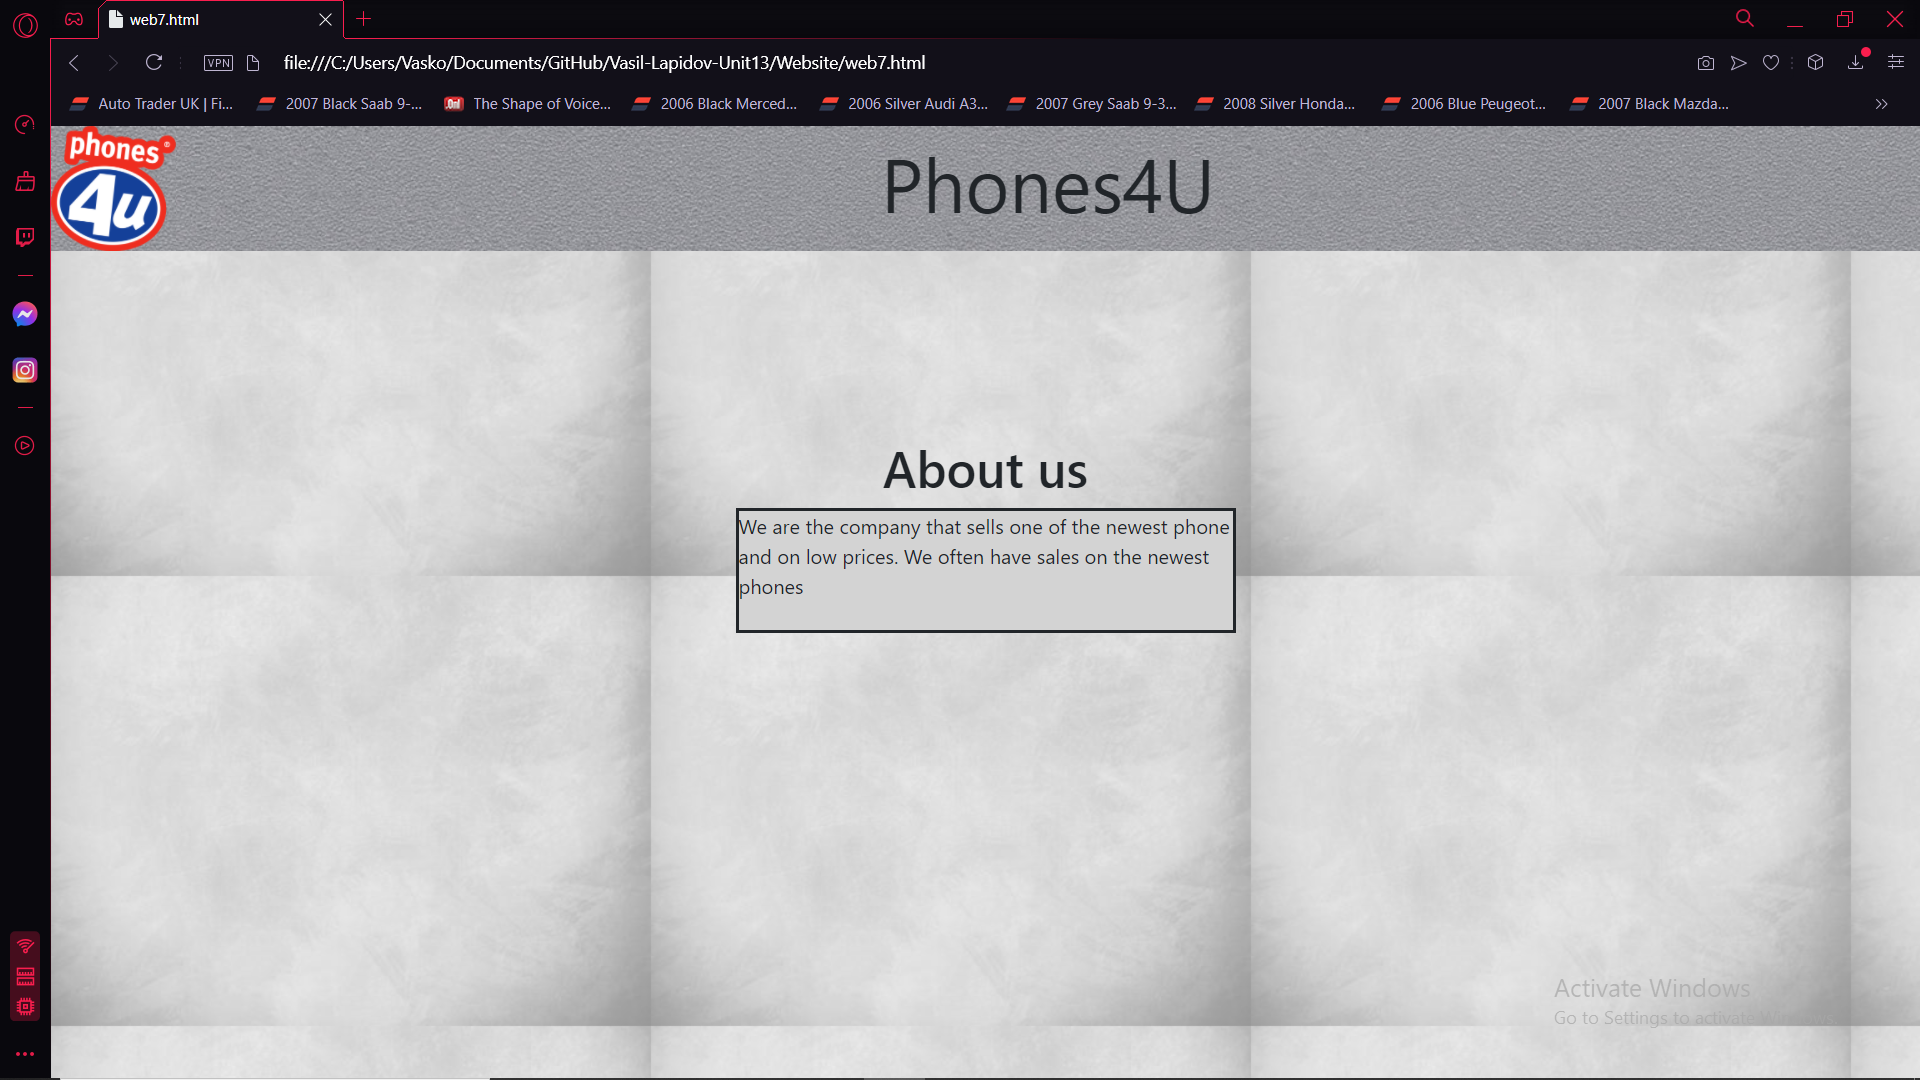 web7.html
VPN
file:///C:/Users/Vasko/Documents/GitHub/Vasil-Lapidov-Unit13/Website/web7.html
Auto Trader UK | Fi... 2007 Black Saab 9-... The Shape of Voice... 2006 Black Merced... 2006 Silver Audi A3... 2007 Grey Saab 9-3... 2008 Silver Honda... 2006 Blue Peugeot... 2007 Black Mazda...
phones®
4u
Phones4U
About us
We are the company that sells one of the newest phone
and on low prices. We often have sales on the newest
phones
Activate Windows
Go to Settings to activate Windows.